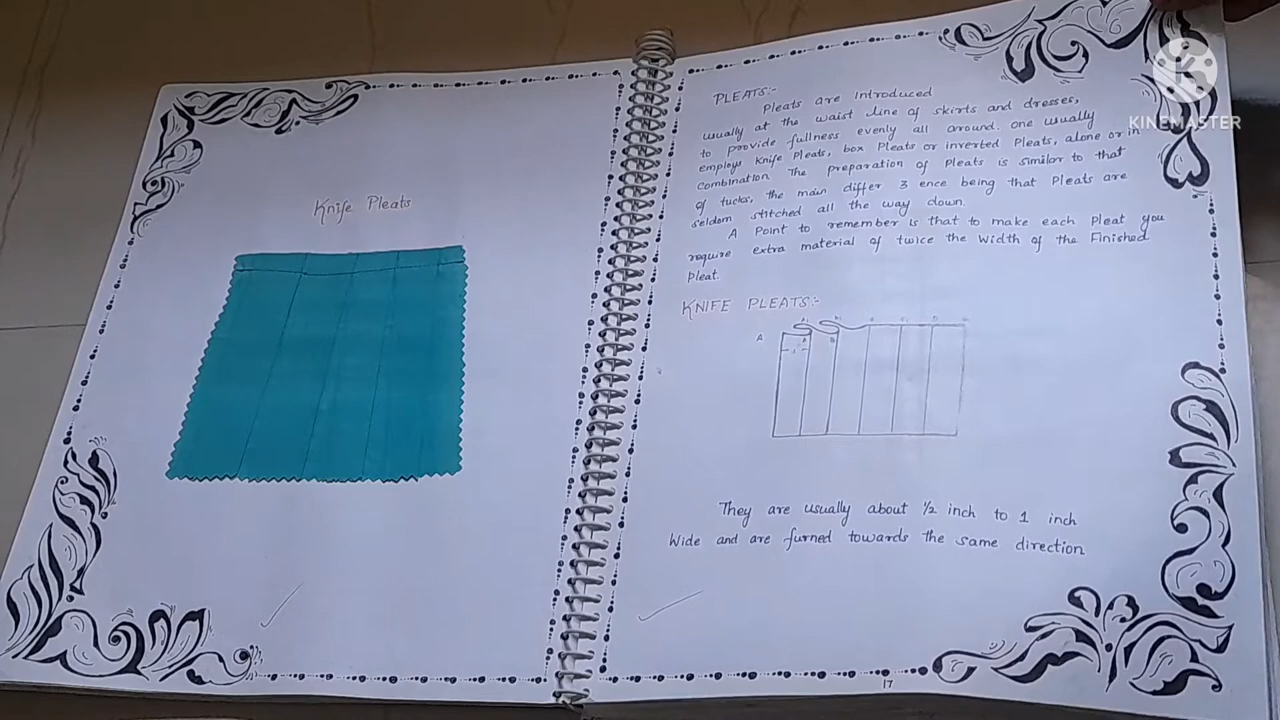 Knife Pleats
PLEATS:-
Pleats are Introduced
usually at the waist line of skirts and dresses,
to provide fullness evenly all around. one usually
employs Knife Pleats, box Pleats or inverted Pleats, alone or in
Combination The preparation of Pleats is similar to that
of tucks, the main differ 3 ence being that Pleats are
seldom stitched all the way down.
A Point to remember is that to make each Pleat you
require extra material of twice the width of the Finished
Pleat.
KNIFE PLEATS:-
A
They are usually about ½ inch to 1 inch
Wide and are furned towards the same direction
17
KINEMASTER